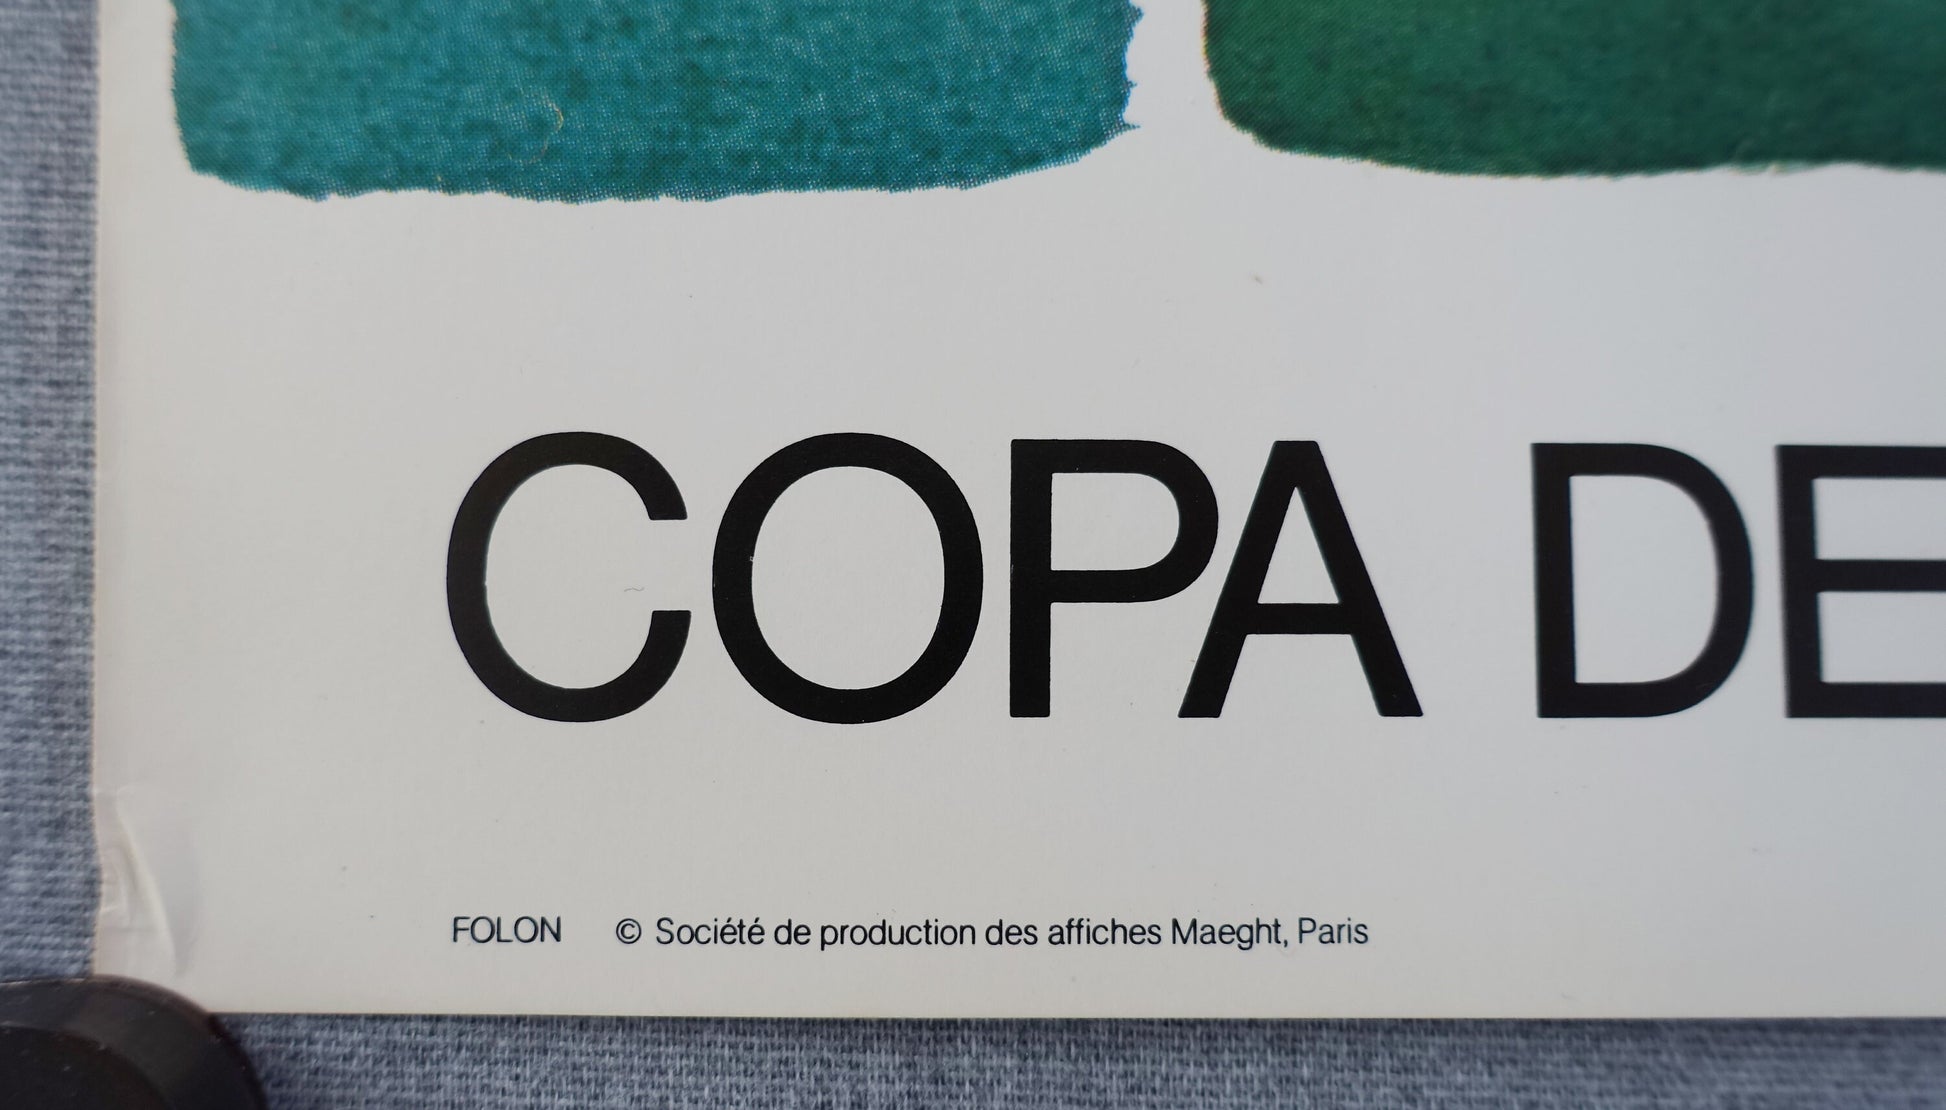 COPA DE
FOLON © Société de production des affiches Maeght, Paris